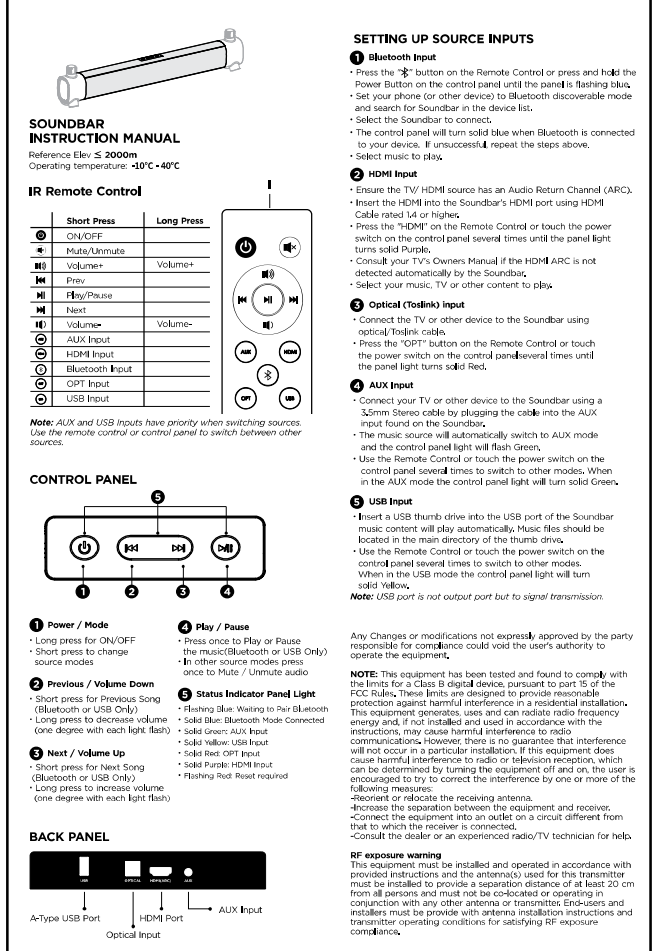 SOUNDBAR
INSTRUCTION MANUAL
Reference Elev ≤ 2000m
Operating temperature: -10°C - 40°C
IR Remote Control
Short Press Long Press
ON/OFF
Mute/Unmute
Volume+ Volume+
Prev
Play/Pause
Next
Volume- Volume-
AUX Input
HDMI Input
Bluetooth Input
OPT Input
USB Input
AUX HDMI
OPT USB
Note: AUX and USB Inputs have priority when switching sources.
Use the remote control or control panel to switch between other
sources.
CONTROL PANEL
5
1 2 3 4
1 Power / Mode
• Long press for ON/OFF
• Short press to change
source modes
2 Previous / Volume Down
• Short press for Previous Song
(Bluetooth or USB Only)
• Long press to decrease volume
(one degree with each light flash)
3 Next / Volume Up
• Short press for Next Song
(Bluetooth or USB Only)
• Long press to increase volume
(one degree with each light flash)
4 Play / Pause
• Press once to Play or Pause
the music(Bluetooth or USB Only)
• In other source modes press
once to Mute / Unmute audio
5 Status Indicator Panel Light
• Flashing Blue: Waiting to Pair Bluetooth
• Solid Blue: Bluetooth Mode Connected
• Solid Green: AUX Input
• Solid Yellow: USB Input
• Solid Red: OPT Input
• Solid Purple: HDMI Input
• Flashing Red: Reset required
BACK PANEL
USB OPTICAL HDMI(ARC) AUX
A-Type USB Port
Optical Input
HDMI Port
AUX Input
SETTING UP SOURCE INPUTS
1 Bluetooth Input
• Press the "" button on the Remote Control or press and hold the
Power Button on the control panel until the panel is flashing blue.
• Set your phone (or other device) to Bluetooth discoverable mode
and search for Soundbar in the device list.
• Select the Soundbar to connect.
• The control panel will turn solid blue when Bluetooth is connected
to your device. If unsuccessful, repeat the steps above.
• Select music to play.
2 HDMI Input
• Ensure the TV/ HDMI source has an Audio Return Channel (ARC).
• Insert the HDMI into the Soundbar's HDMI port using HDMI
Cable rated 1.4 or higher.
• Press the "HDMI" on the Remote Control or touch the power
switch on the control panel several times until the panel light
turns solid Purple.
• Consult your TV's Owners Manual if the HDMI ARC is not
detected automatically by the Soundbar.
• Select your music, TV or other content to play.
3 Optical (Toslink) input
• Connect the TV or other device to the Soundbar using
optical/Toslink cable.
• Press the "OPT" button on the Remote Control or touch
the power switch on the control panelseveral times until
the panel light turns solid Red.
4 AUX Input
• Connect your TV or other device to the Soundbar using a
3.5mm Stereo cable by plugging the cable into the AUX
input found on the Soundbar.
• The music source will automatically switch to AUX mode
and the control panel light will flash Green.
• Use the Remote Control or touch the power switch on the
control panel several times to switch to other modes. When
in the AUX mode the control panel light will turn solid Green.
5 USB Input
• Insert a USB thumb drive into the USB port of the Soundbar
music content will play automatically. Music files should be
located in the main directory of the thumb drive.
• Use the Remote Control or touch the power switch on the
control panel several times to switch to other modes.
When in the USB mode the control panel light will turn
solid Yellow.
Note: USB port is not output port but to signal transmission.
Any Changes or modifications not expressly approved by the party
responsible for compliance could void the user's authority to
operate the equipment.
NOTE: This equipment has been tested and found to comply with
the limits for a Class B digital device, pursuant to part 15 of the
FCC Rules. These limits are designed to provide reasonable
protection against harmful interference in a residential installation.
This equipment generates, uses and can radiate radio frequency
energy and, if not installed and used in accordance with the
instructions, may cause harmful interference to radio
communications. However, there is no guarantee that interference
will not occur in a particular installation. If this equipment does
cause harmful interference to radio or television reception, which
can be determined by turning the equipment off and on, the user is
encouraged to try to correct the interference by one or more of the
following measures:
-Reorient or relocate the receiving antenna.
-Increase the separation between the equipment and receiver.
-Connect the equipment into an outlet on a circuit different from
that to which the receiver is connected.
-Consult the dealer or an experienced radio/TV technician for help.
RF exposure warning
This equipment must be installed and operated in accordance with
provided instructions and the antenna(s) used for this transmitter
must be installed to provide a separation distance of at least 20 cm
from all persons and must not be co-located or operating in
conjunction with any other antenna or transmitter. End-users and
installers must be provide with antenna installation instructions and
transmitter operating conditions for satisfying RF exposure
compliance.